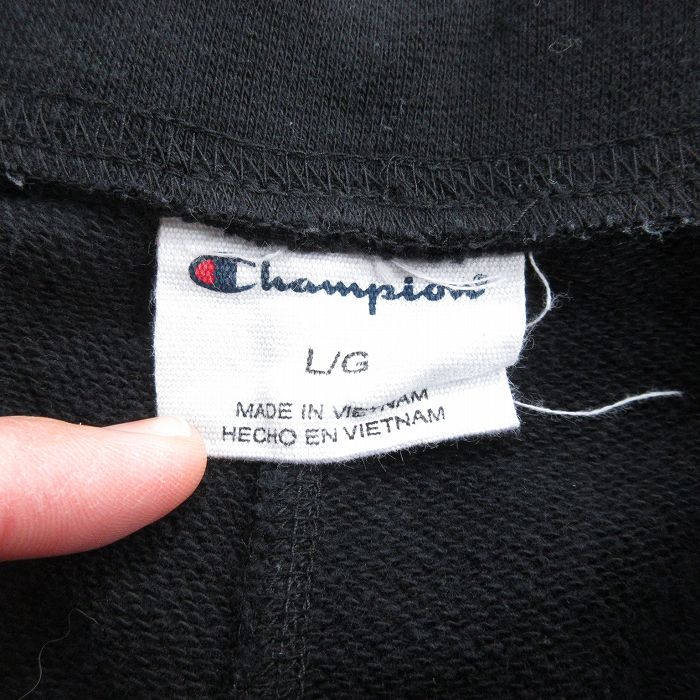 Champion
L/G
MADE IN VIETNAM
HECHO EN VIETNAM